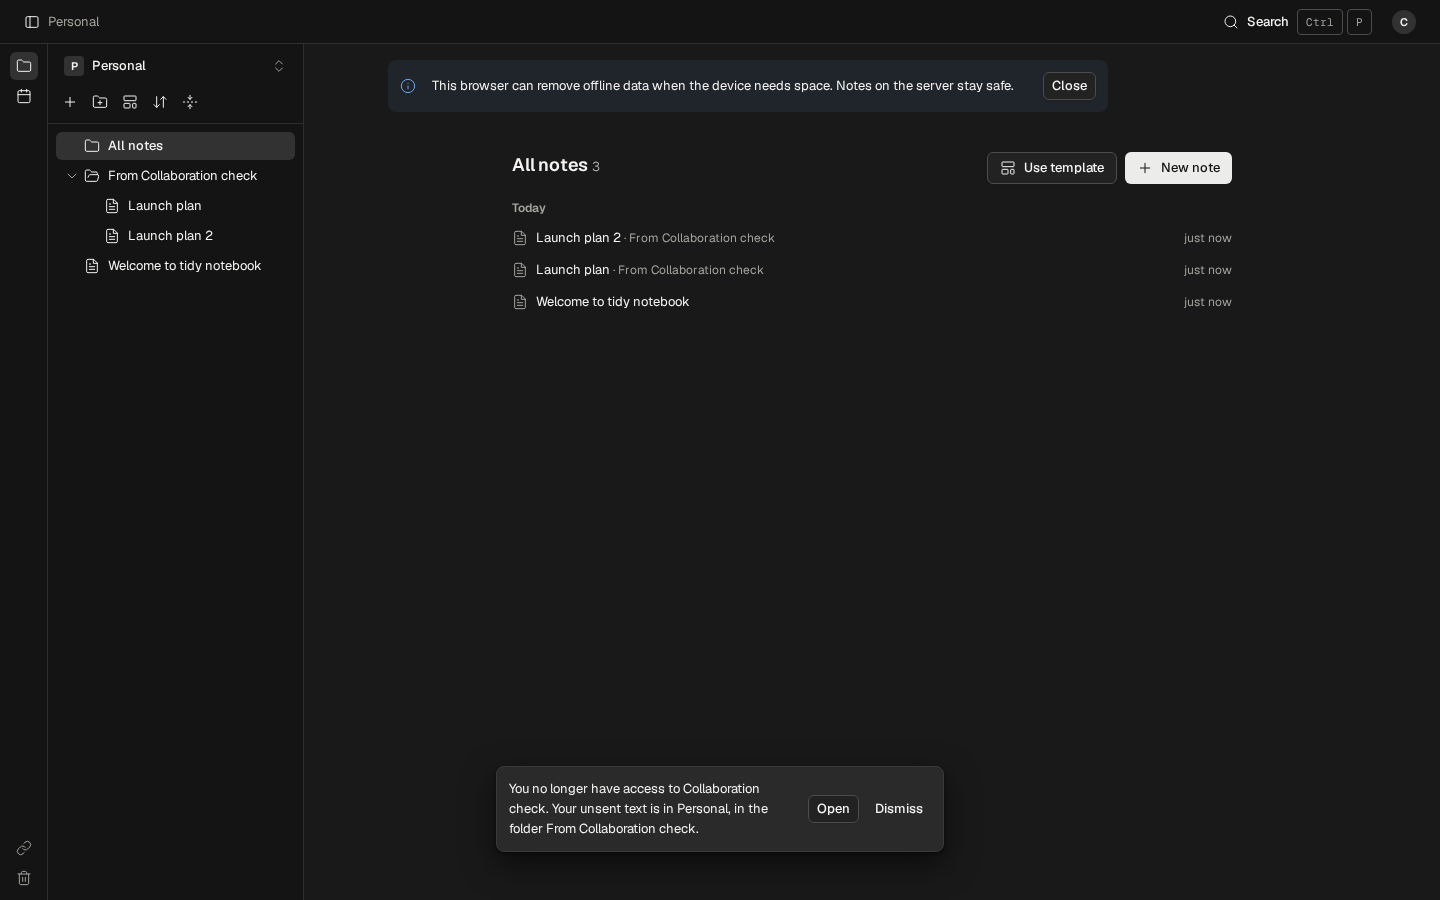 Personal
Search Ctrl P C
P Personal
This browser can remove offline data when the device needs space. Notes on the server stay safe. Close
All notes
From Collaboration check
Launch plan
Launch plan 2
Welcome to tidy notebook
All notes 3
Use template
New note
Today
Launch plan 2 · From Collaboration check just now
Launch plan · From Collaboration check just now
Welcome to tidy notebook just now
You no longer have access to Collaboration
check. Your unsent text is in Personal, in the
folder From Collaboration check.
Open Dismiss